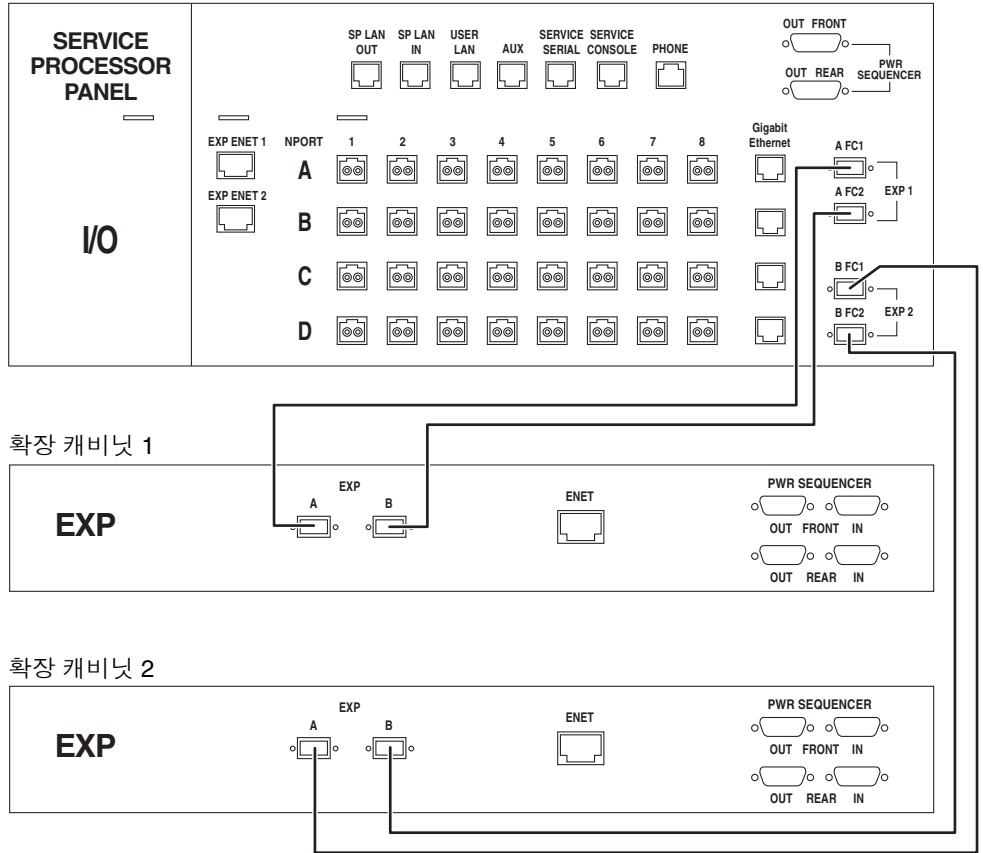 SERVICE
PROCESSOR
PANEL
I/O
SP LAN
OUT
SP LAN
IN
USER
LAN
AUX
SERVICE
SERIAL
SERVICE
CONSOLE
PHONE
OUT FRONT
OUT REAR
PWR
SEQUENCER
EXP ENET 1
EXP ENET 2
NPORT 1 2 3 4 5 6 7 8
Gigabit
Ethernet
A
B
C
D
A FC1
A FC2
EXP 1
B FC1
B FC2
EXP 2
확장 캐비닛 1
EXP
EXP
A B
ENET
PWR SEQUENCER
OUT FRONT IN
OUT REAR IN
확장 캐비닛 2
EXP
EXP
A B
ENET
PWR SEQUENCER
OUT FRONT IN
OUT REAR IN